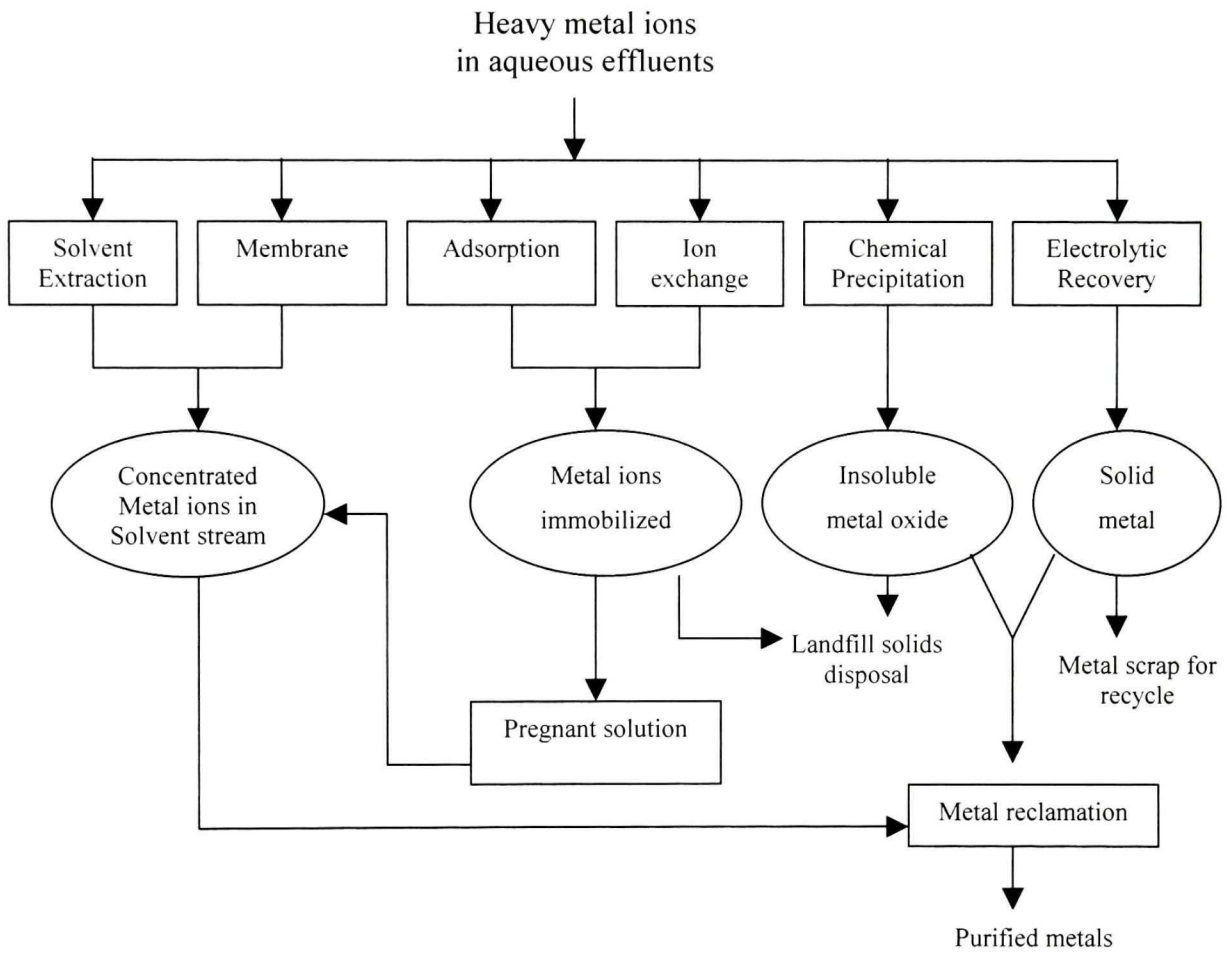 Heavy metal ions
in aqueous effluents
Solvent
Extraction
Membrane
Adsorption
Ion
exchange
Chemical
Precipitation
Electrolytic
Recovery
Concentrated
Metal ions in
Solvent stream
Metal ions
immobilized
Insoluble
metal oxide
Solid
metal
Landfill solids
disposal
Metal scrap for
recycle
Pregnant solution
Metal reclamation
Purified metals